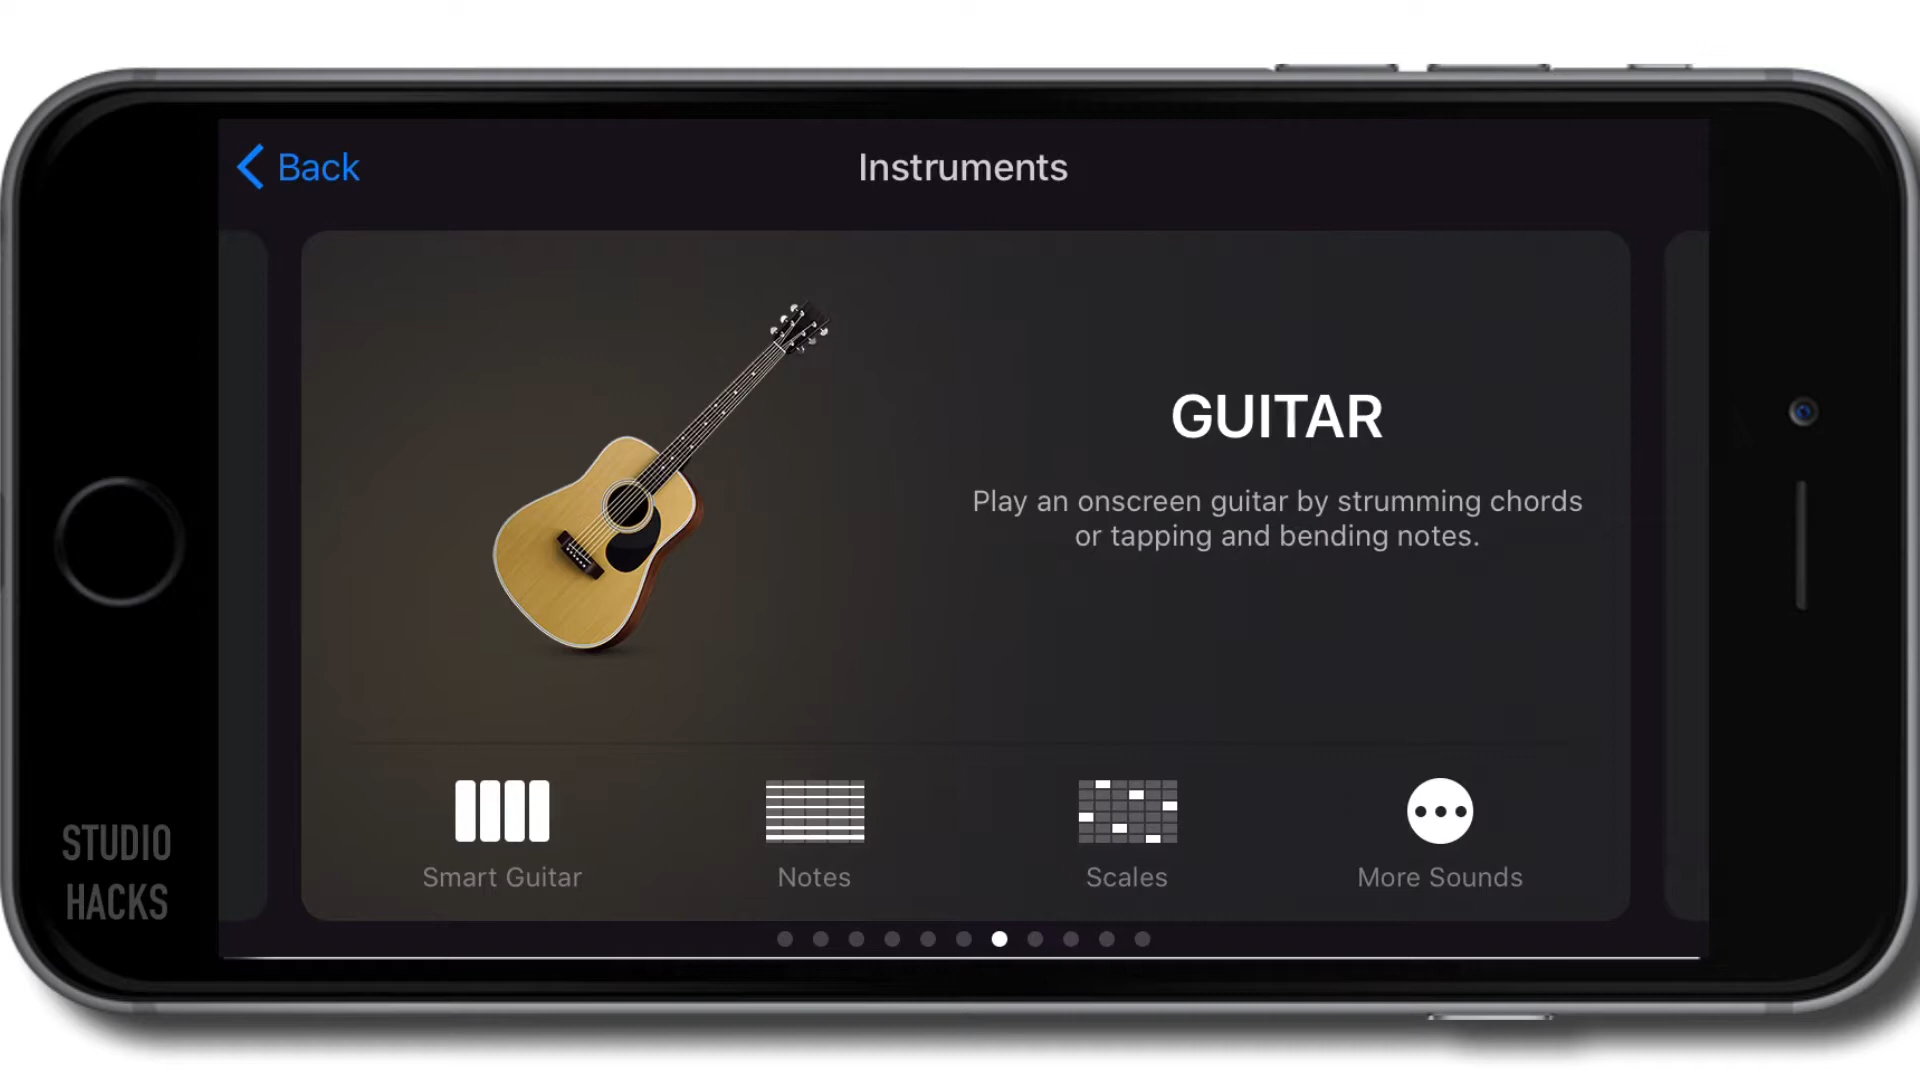 Back
Instruments
GUITAR
Play an onscreen guitar by strumming chords
or tapping and bending notes.
Smart Guitar
Notes
Scales
More Sounds
STUDIO
HACKS